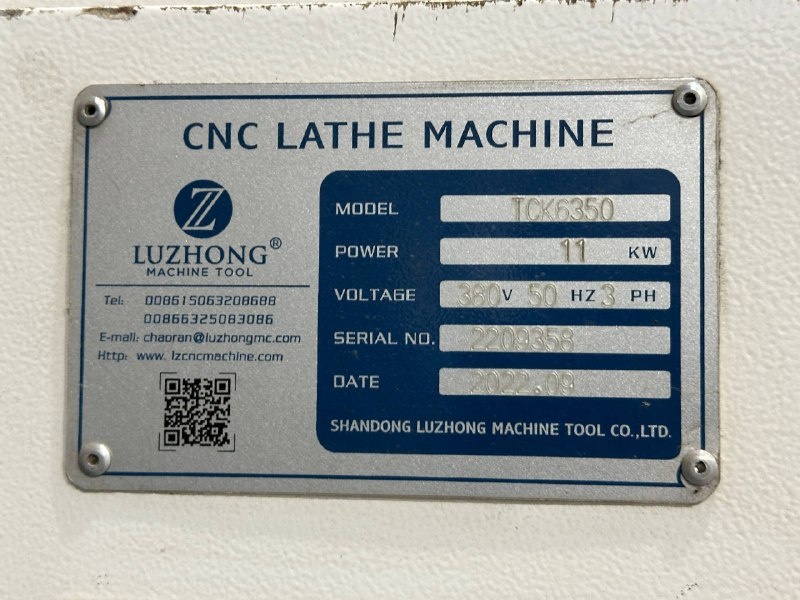 CNC LATHE MACHINE
Z
LUZHONG®
MACHINE TOOL
Tel: 008615063208688
00866325083086
E-mail: chaoran@luzhongmc.com
Http: www. lzcncmachine.com
MODEL TCK6350
POWER 11 KW
VOLTAGE 380V 50 HZ 3 PH
SERIAL NO. 2209358
DATE 2022.09
SHANDONG LUZHONG MACHINE TOOL CO.,LTD.